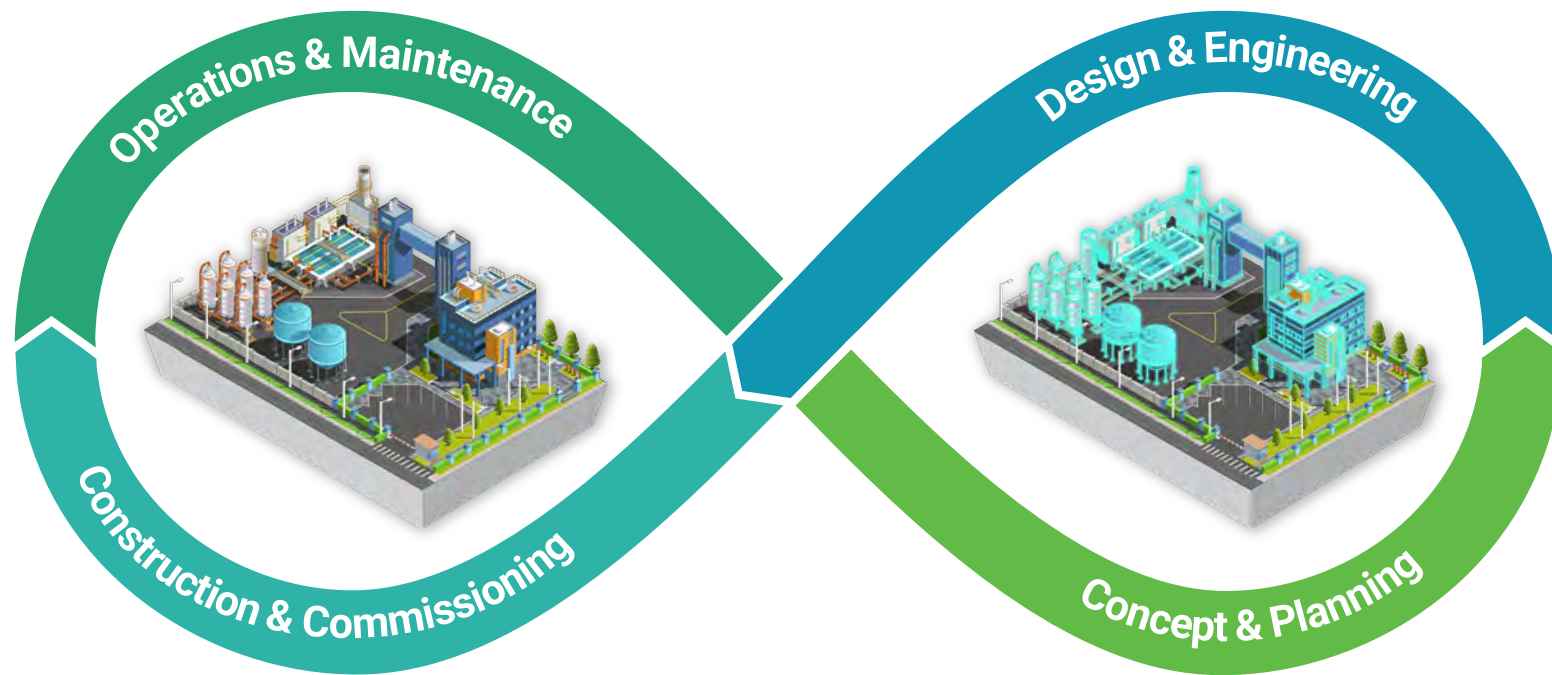 Operations & Maintenance
Design & Engineering
Construction & Commissioning
Concept & Planning